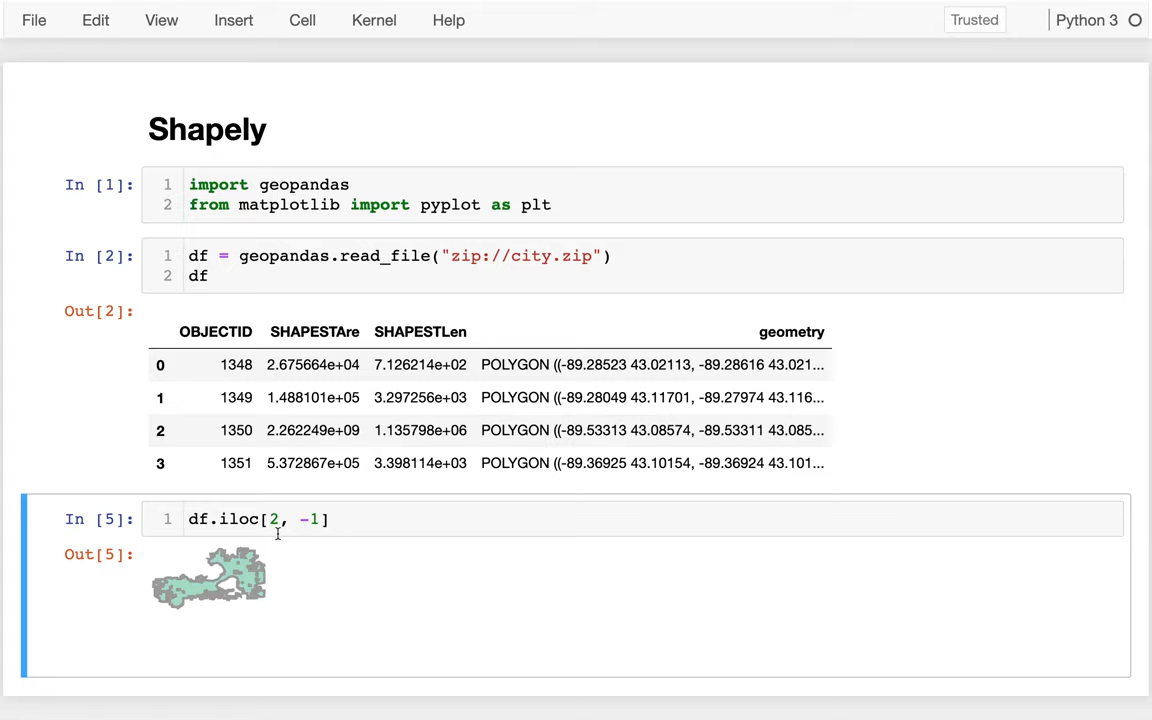 File Edit View Insert Cell Kernel Help Trusted Python 3
Shapely
In [1]: 1 import geopandas
2 from matplotlib import pyplot as plt
In [2]: 1 df = geopandas.read_file("zip://city.zip")
2 df
Out[2]:
OBJECTID SHAPESTAre SHAPESTLen geometry
0 1348 2.675664e+04 7.126214e+02 POLYGON ((-89.28523 43.02113, -89.28616 43.021...
1 1349 1.488101e+05 3.297256e+03 POLYGON ((-89.28049 43.11701, -89.27974 43.116...
2 1350 2.262249e+09 1.135798e+06 POLYGON ((-89.53313 43.08574, -89.53311 43.085...
3 1351 5.372867e+05 3.398114e+03 POLYGON ((-89.36925 43.10154, -89.36924 43.101...
In [5]: 1 df.iloc[2, -1]
Out[5]: